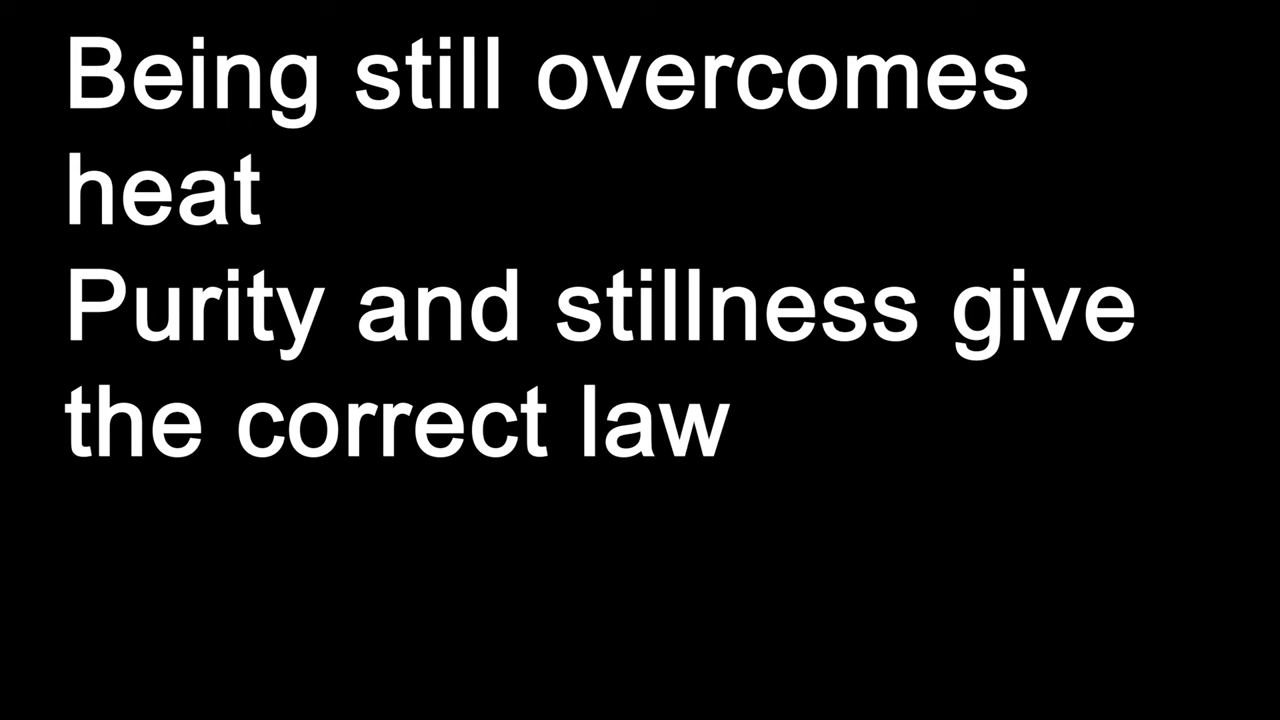 Being still overcomes
heat
Purity and stillness give
the correct law